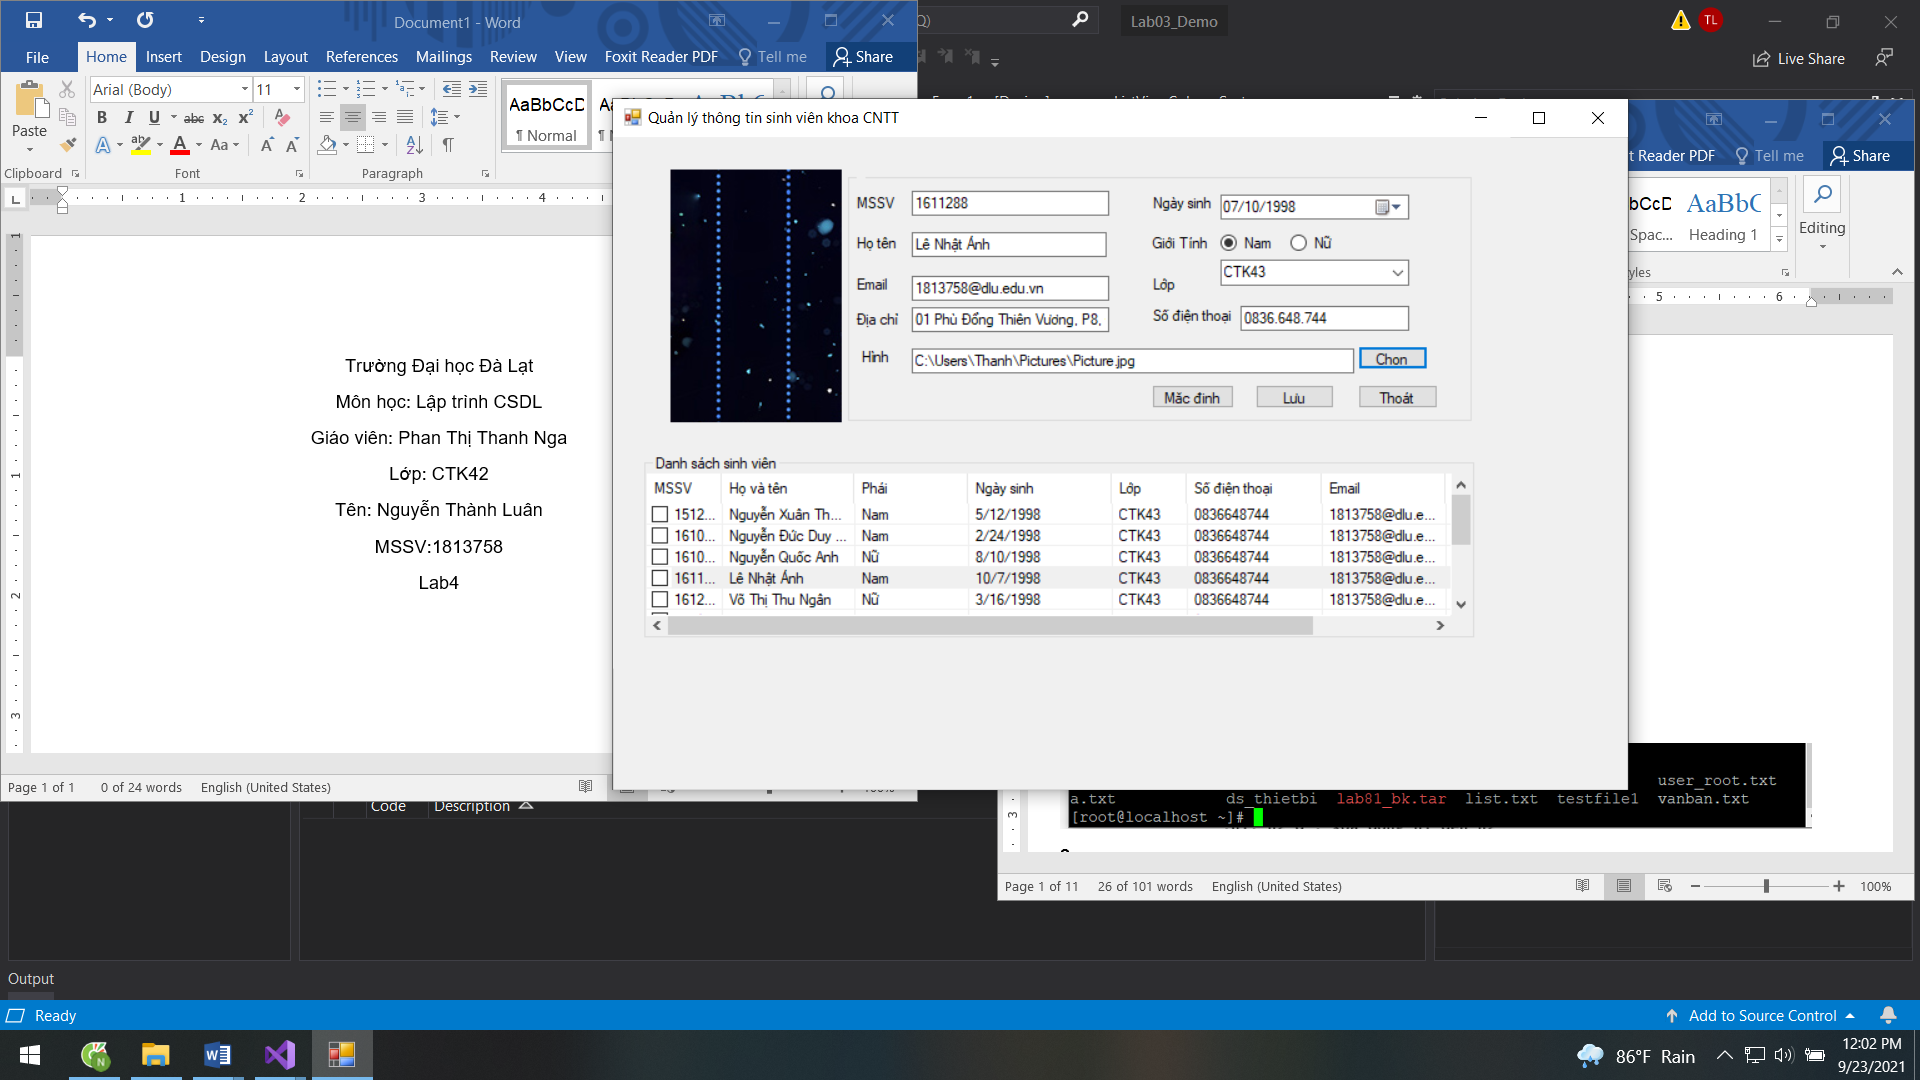 Document1 - Word
Lab03_Demo
TL
File
Home
Insert
Design
Layout
References
Mailings
Review
View
Foxit Reader PDF
Tell me
Share
Live Share
Arial (Body)
11
AaBbCcD
¶ Normal
Paste
Clipboard
Font
Paragraph
Reader PDF
Tell me
Share
AaBbC
Heading 1
Editing
Trường Đại học Đà Lạt
Môn học: Lập trình CSDL
Giáo viên: Phan Thị Thanh Nga
Lớp: CTK42
Tên: Nguyễn Thành Luân
MSSV:1813758
Lab4
Page 1 of 1
0 of 24 words
English (United States)
Quản lý thông tin sinh viên khoa CNTT
MSSV 1611288
Ngày sinh 07/10/1998
Họ tên Lê Nhật Ánh
Giới Tính Nam Nữ
Email 1813758@dlu.edu.vn
Lớp CTK43
Địa chỉ 01 Phù Đổng Thiên Vương, P8,
Số điện thoại 0836.648.744
Hình C:\Users\Thanh\Pictures\Picture.jpg Chọn
Mặc định Lưu Thoát
Danh sách sinh viên
MSSV Họ và tên Phái Ngày sinh Lớp Số điện thoại Email
1512... Nguyễn Xuân Th... Nam 5/12/1998 CTK43 0836648744 1813758@dlu.e...
1610... Nguyễn Đức Duy ... Nam 2/24/1998 CTK43 0836648744 1813758@dlu.e...
1610... Nguyễn Quốc Anh Nữ 8/10/1998 CTK43 0836648744 1813758@dlu.e...
1611... Lê Nhật Ánh Nam 10/7/1998 CTK43 0836648744 1813758@dlu.e...
1612... Võ Thị Thu Ngân Nữ 3/16/1998 CTK43 0836648744 1813758@dlu.e...
Code
Description
user_root.txt
a.txt ds_thietbi lab81_bk.tar list.txt testfile1 vanban.txt
[root@localhost ~]#
Page 1 of 11
26 of 101 words
English (United States)
100%
Output
Ready
Add to Source Control
86°F Rain
12:02 PM
9/23/2021